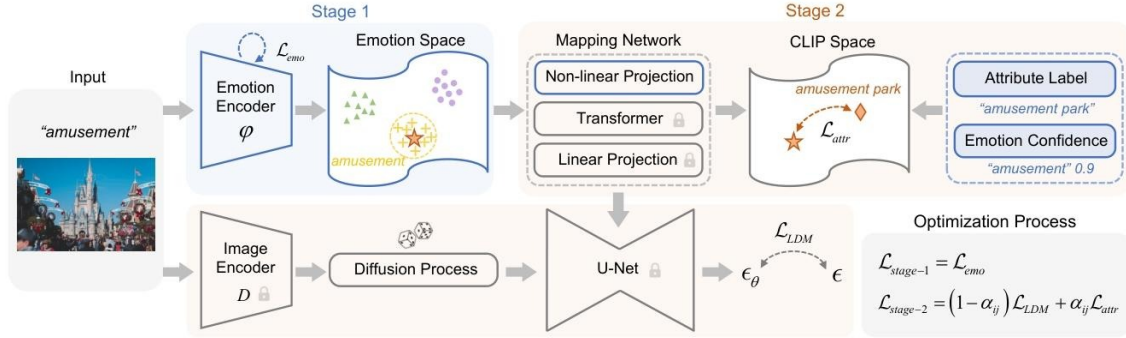 Stage 1
Stage 2
Input
"amusement"
Emotion Encoder
φ
ℒ_emo
Emotion Space
amusement
Mapping Network
Non-linear Projection
Transformer
Linear Projection
CLIP Space
amusement park
ℒ_attr
Attribute Label
"amusement park"
Emotion Confidence
"amusement" 0.9
Image Encoder
D
Diffusion Process
U-Net
ℒ_LDM
ϵ_θ
ϵ
Optimization Process
ℒ_stage-1 = ℒ_emo
ℒ_stage-2 = (1-α_ij) ℒ_LDM + α_ij ℒ_attr